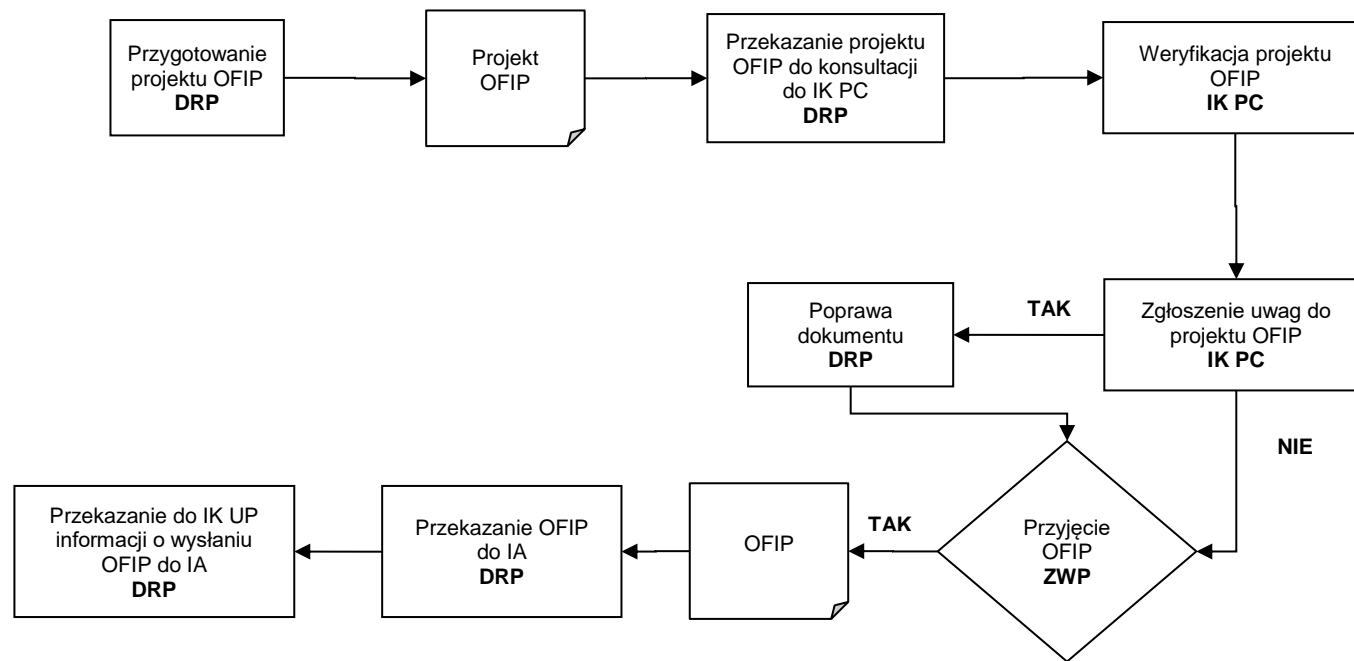 Przygotowanie
projektu OFIP
DRP
Projekt
OFIP
Przekazanie projektu
OFIP do konsultacji
do IK PC
DRP
Weryfikacja projektu
OFIP
IK PC
Zgłoszenie uwag do
projektu OFIP
IK PC
TAK
Poprawa
dokumentu
DRP
NIE
Przyjęcie
OFIP
ZWP
TAK
OFIP
Przekazanie OFIP
do IA
DRP
Przekazanie do IK UP
informacji o wysłaniu
OFIP do IA
DRP